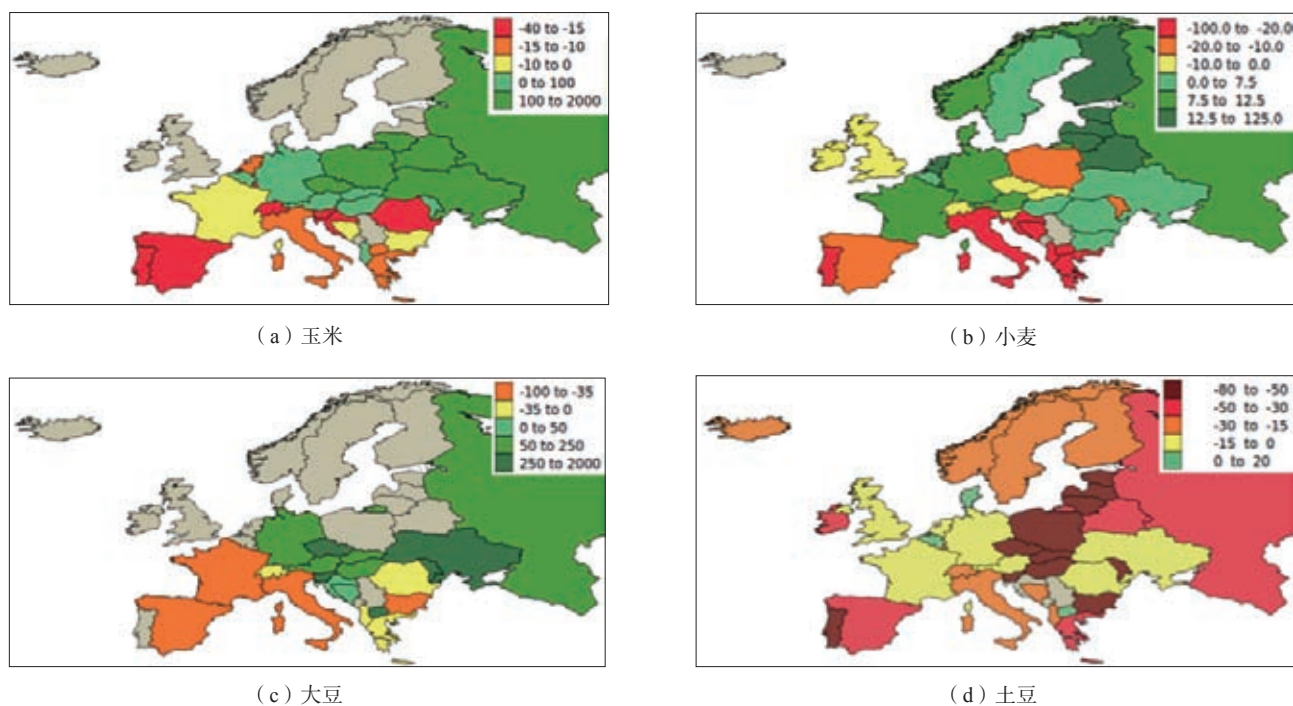 -40 to -15
-15 to -10
-10 to 0
0 to 100
100 to 2000
(a)玉米
-100.0 to -20.0
-20.0 to -10.0
-10.0 to 0.0
0.0 to 7.5
7.5 to 12.5
12.5 to 125.0
(b)小麦
-100 to -35
-35 to 0
0 to 50
50 to 250
250 to 2000
(c)大豆
-80 to -50
-50 to -30
-30 to -15
-15 to 0
0 to 20
(d)土豆